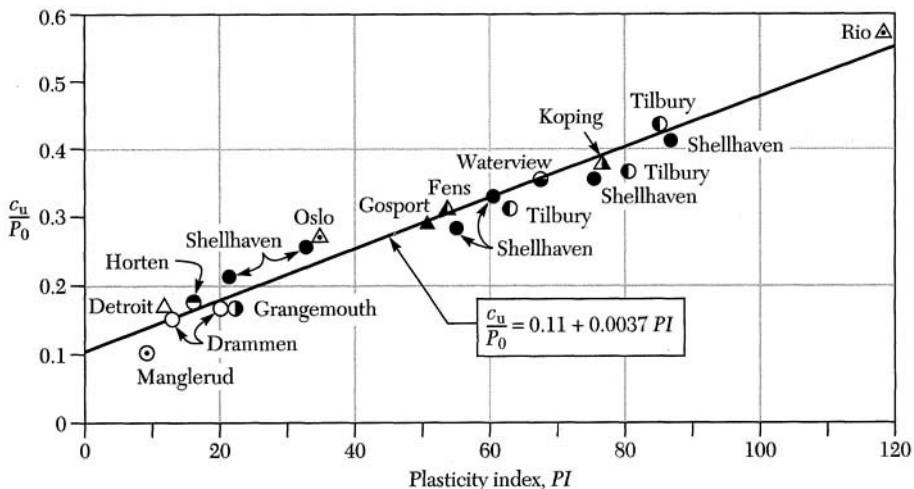 0.6
Rio
0.5
Tilbury
Koping
0.4
Shellhaven
Waterview
Tilbury
Fens
Shellhaven
Gosport
c_u/P_0
0.3
Oslo
Tilbury
Shellhaven
Shellhaven
Horten
0.2
Detroit
Grangemouth
c_u/P_0 = 0.11 + 0.0037 PI
Drammen
0.1
Manglerud
0
0 20 40 60 80 100 120
Plasticity index, PI